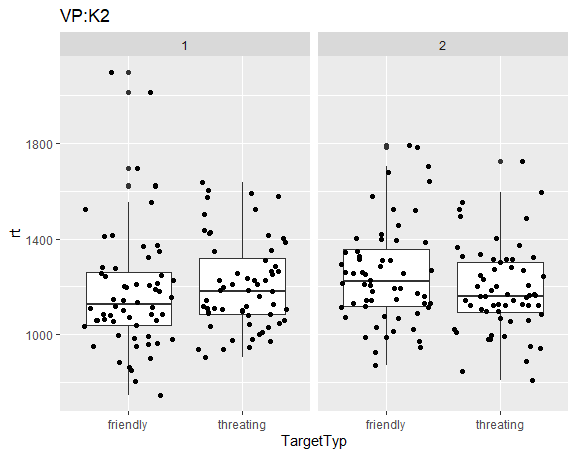 VP:K2
1 2
rt
1800
1400
1000
friendly threating friendly threating
TargetTyp